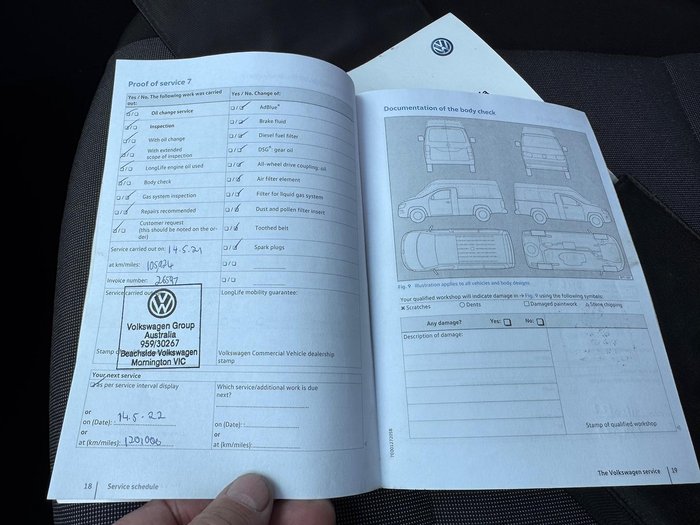 Proof of service 7
Yes / No. The following work was carried out:
Oil change service
Inspection
With oil change
With extended
scope of inspection
LongLife engine oil used
Body check
Gas system inspection
Repairs recommended
Customer request
(this should be noted on the or-
der)
Service carried out on: 14.5.21
at km/miles: 105924
Invoice number: 26597
Service carried out
VW
Volkswagen Group
Australia
959/30267
Beachside Volkswagen
Mornington VIC
Stamp
Yes / No. Change of:
AdBlue®
Brake fluid
Diesel fuel filter
DSG® gear oil
All-wheel drive coupling: oil
Air filter element
Filter for liquid gas system
Dust and pollen filter insert
Toothed belt
Spark plugs
LongLife mobility guarantee:
Volkswagen Commercial Vehicle dealership
stamp
Your next service
As per service interval display
or
on (Date): 14.5.22
or
at (km/miles): 120,000
Which service/additional work is due
next?
or
on (Date):
or
at (km/miles):
18 Service schedule
VW
Documentation of the body check
Fig. 9 Illustration applies to all vehicles and body designs
Your qualified workshop will indicate damage in → Fig. 9 using the following symbols:
× Scratches ○ Dents □ Damaged paintwork △ Stone chipping
Any damage? Yes: No:
Description of damage:
Stamp of qualified workshop
The Volkswagen service 19